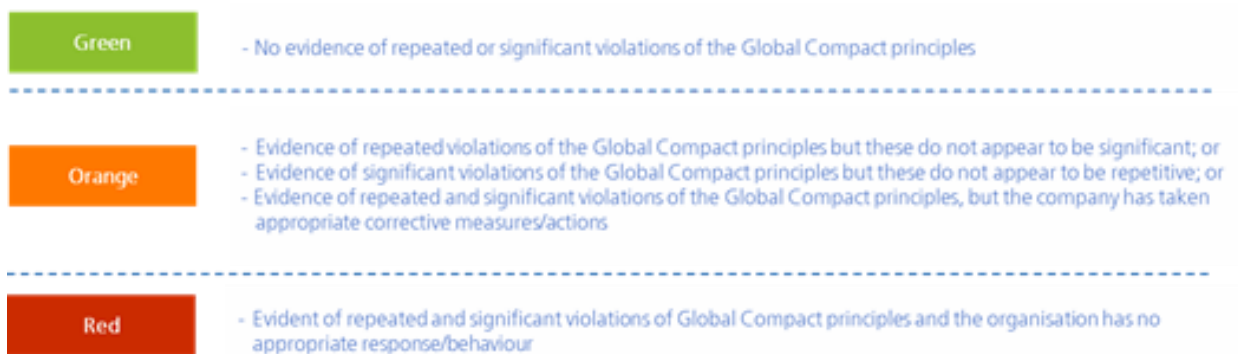 Green
- No evidence of repeated or significant violations of the Global Compact principles
Orange
- Evidence of repeated violations of the Global Compact principles but these do not appear to be significant; or
- Evidence of significant violations of the Global Compact principles but these do not appear to be repetitive; or
- Evidence of repeated and significant violations of the Global Compact principles, but the company has taken
appropriate corrective measures/actions
Red
- Evident of repeated and significant violations of Global Compact principles and the organisation has no
appropriate response/behaviour